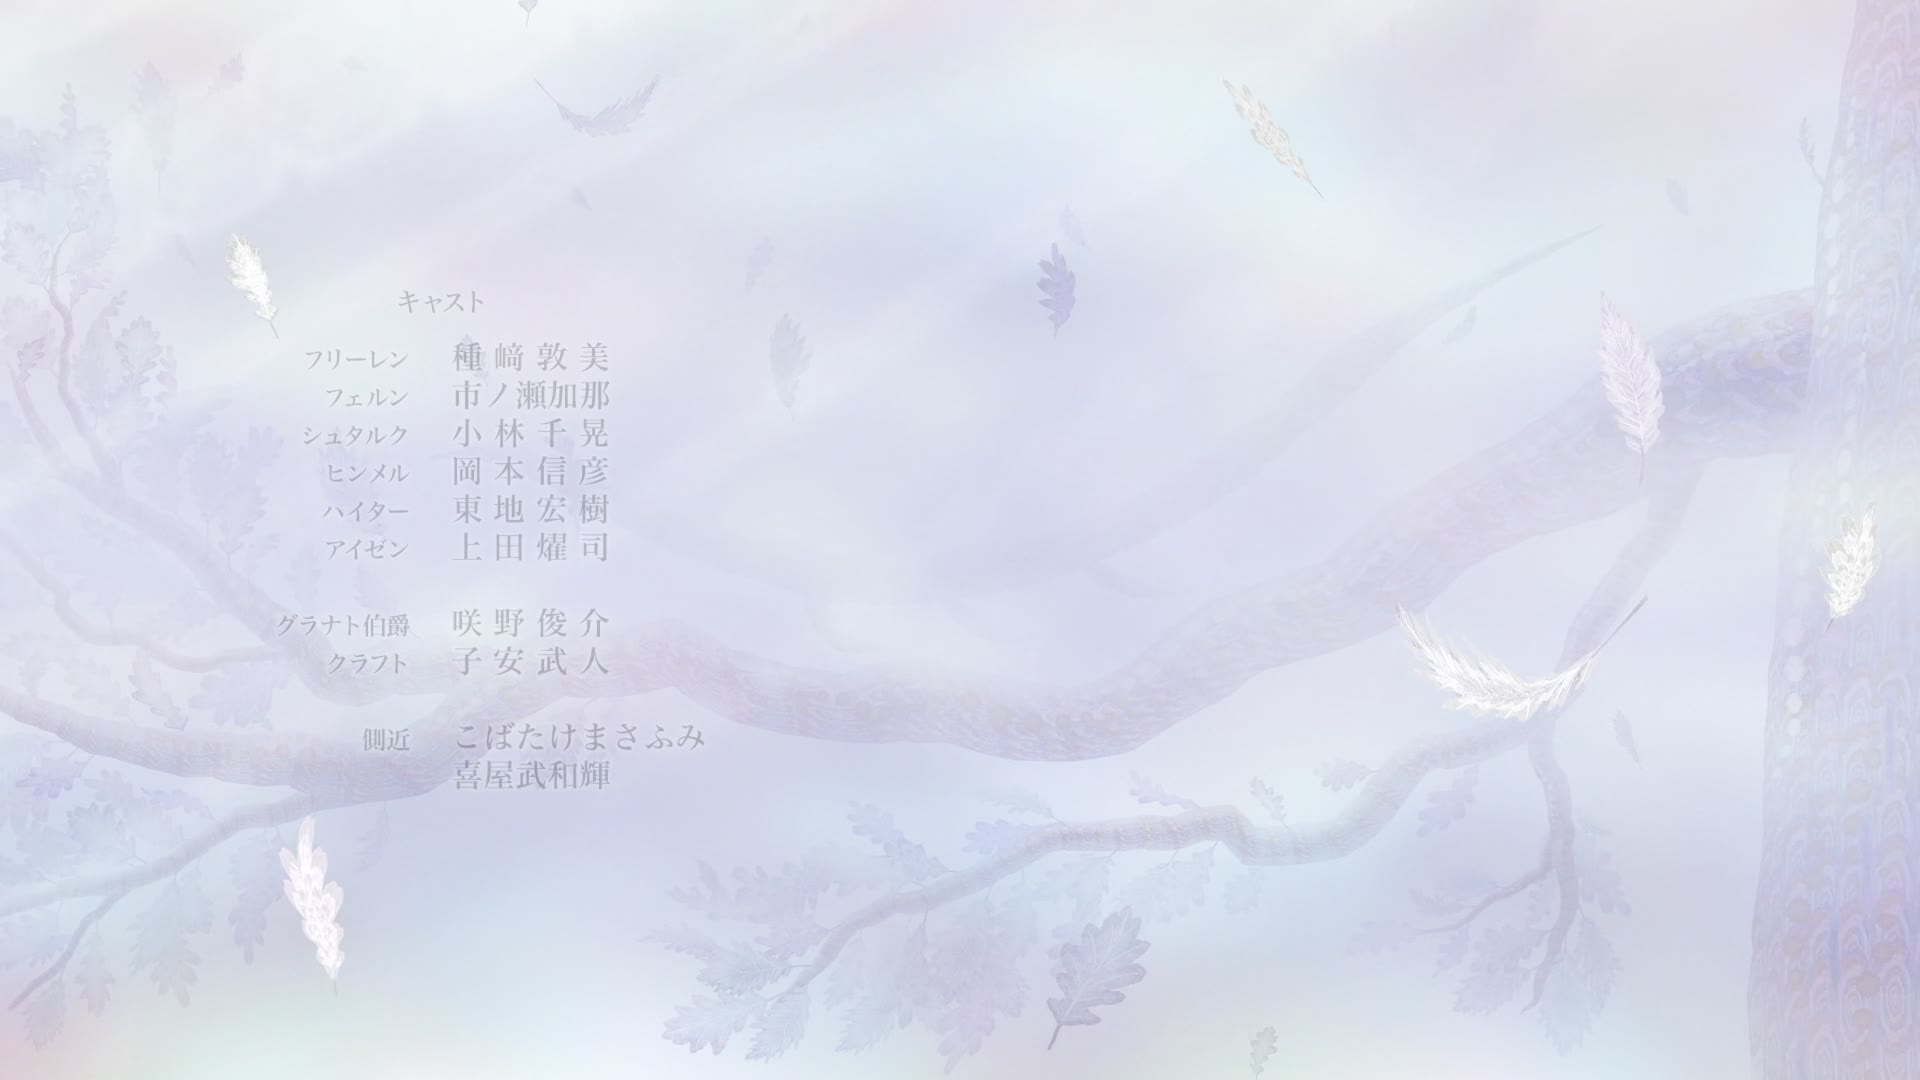 キャスト
フリーレン 種﨑敦美
フェルン 市ノ瀬加那
シュタルク 小林千晃
ヒンメル 岡本信彦
ハイター 東地宏樹
アイゼン 上田燿司
グラナト伯爵 咲野俊介
クラフト 子安武人
側近 こばたけまさふみ
喜屋武和輝